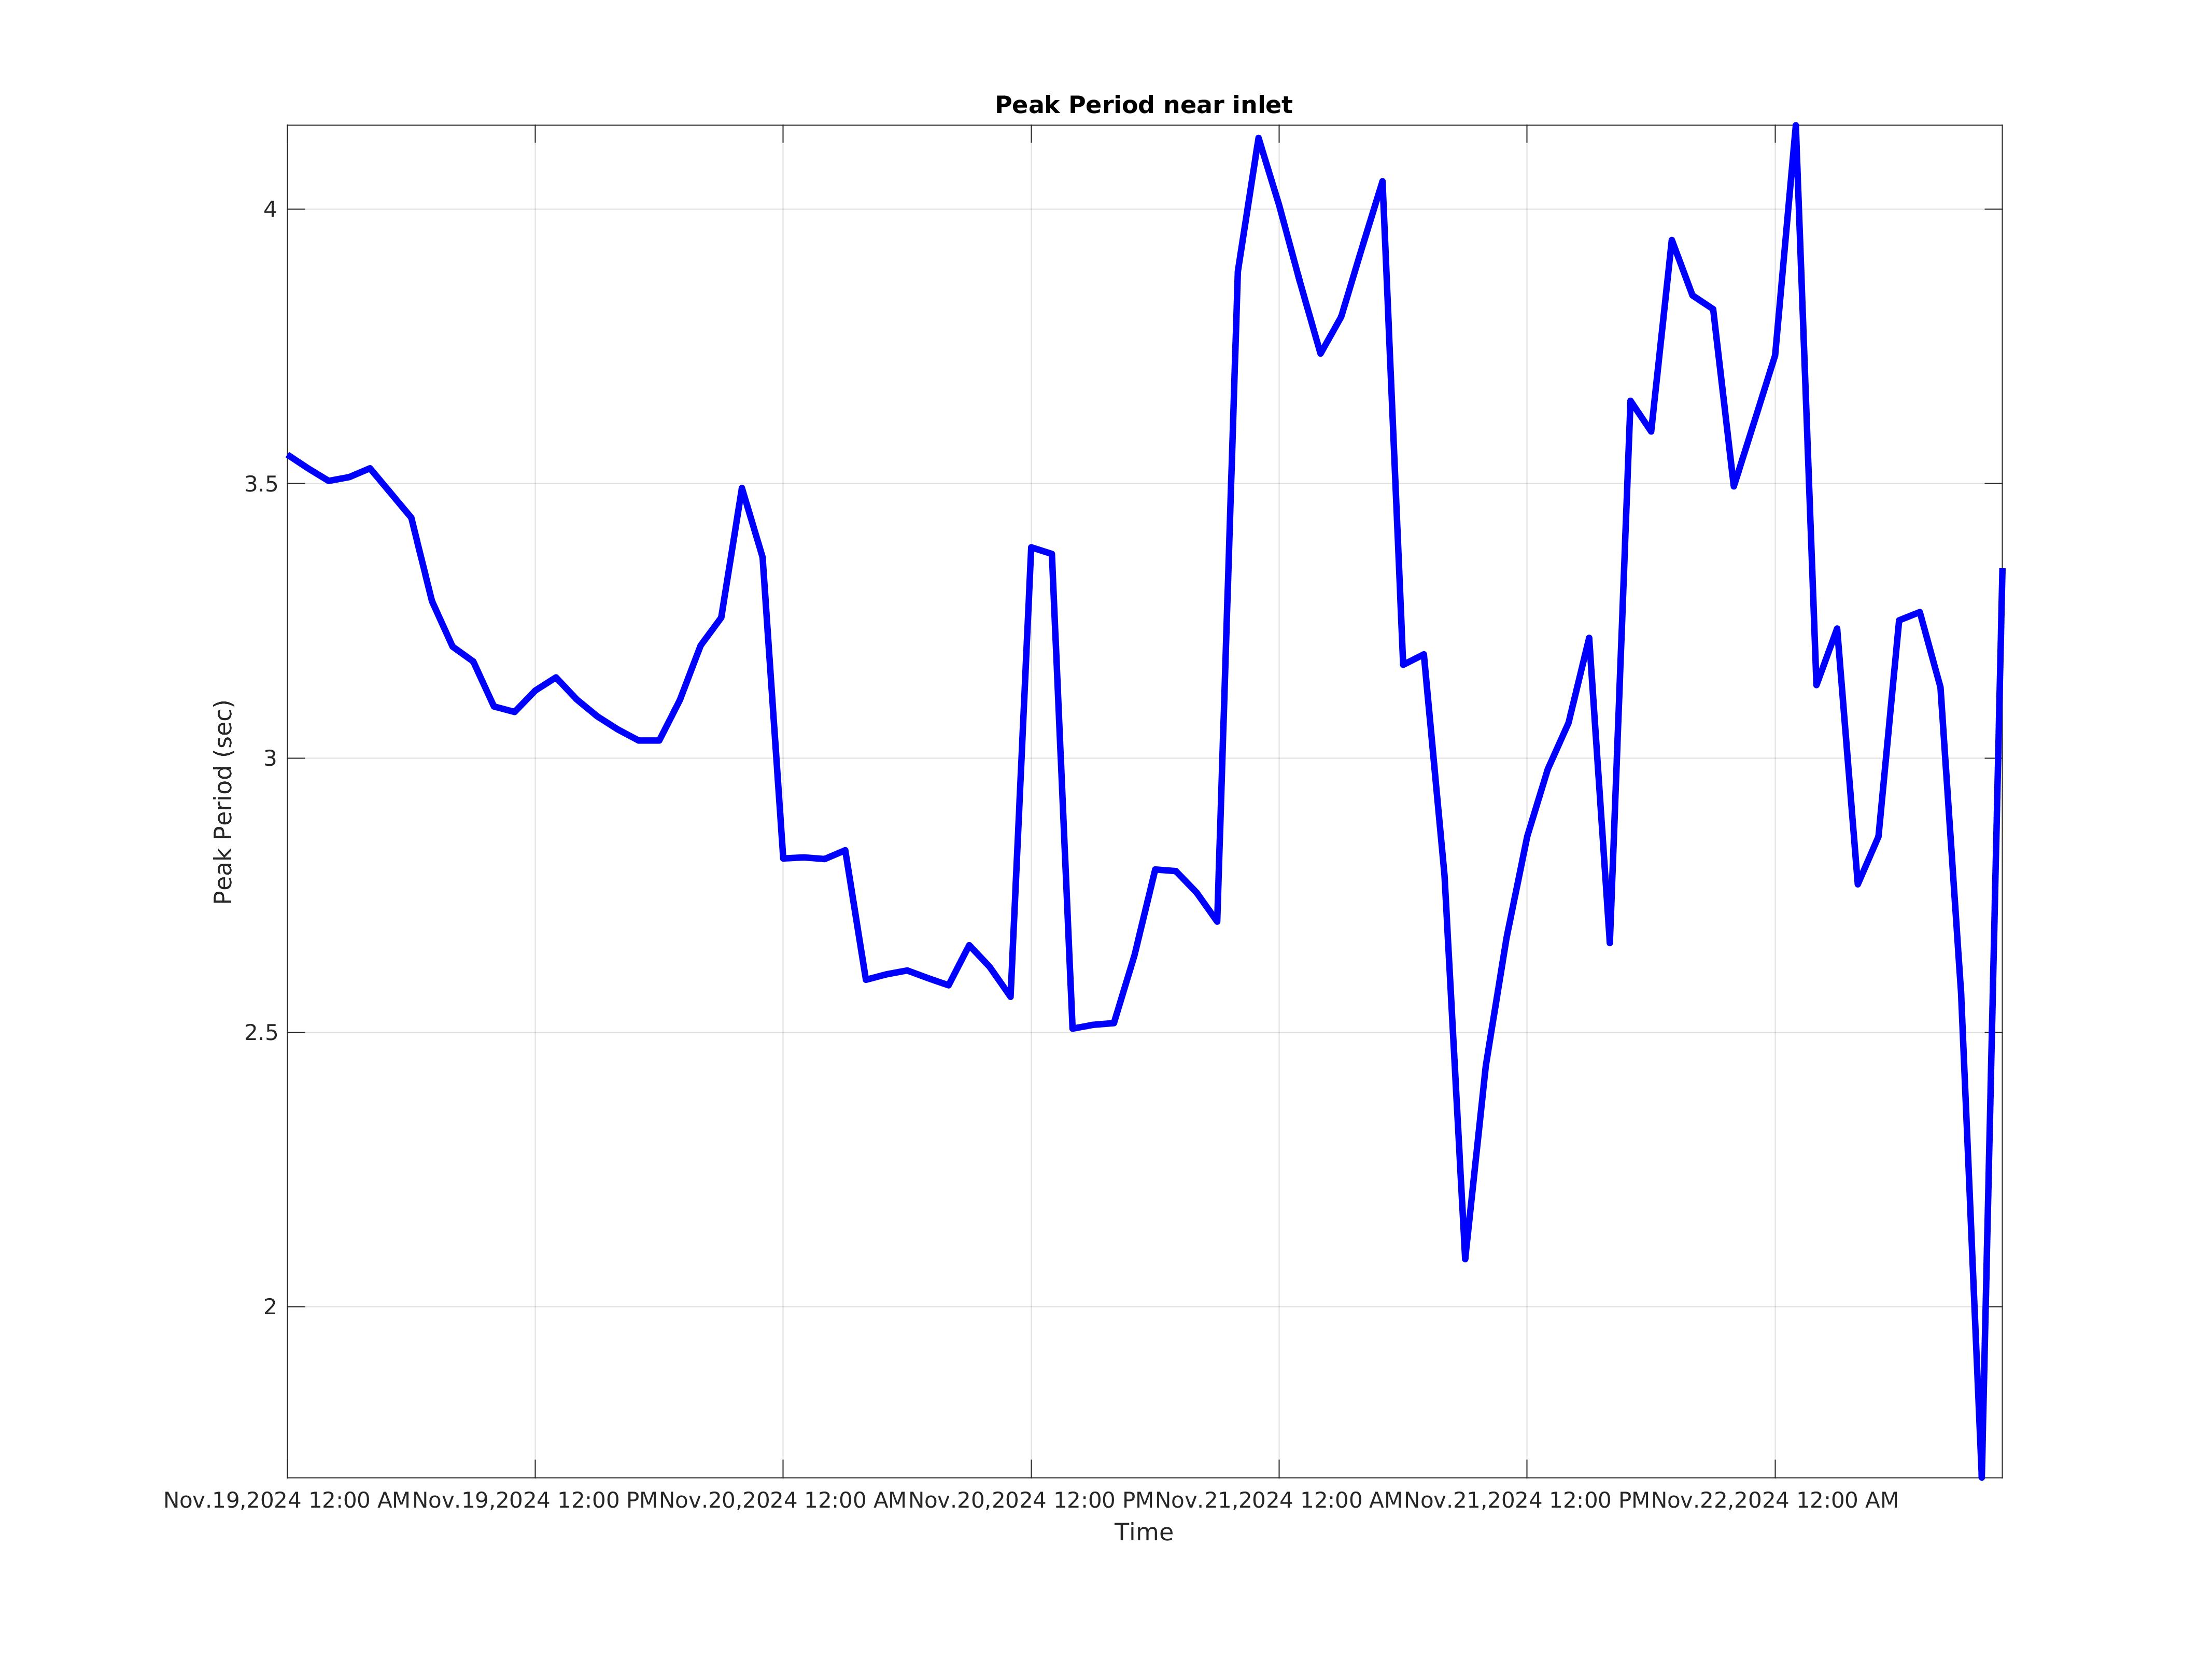 Peak Period near inlet
4
3.5
3
2.5
2
Peak Period (sec)
Nov.19,2024 12:00 AM Nov.19,2024 12:00 PM Nov.20,2024 12:00 AM Nov.20,2024 12:00 PM Nov.21,2024 12:00 AM Nov.21,2024 12:00 PM Nov.22,2024 12:00 AM
Time